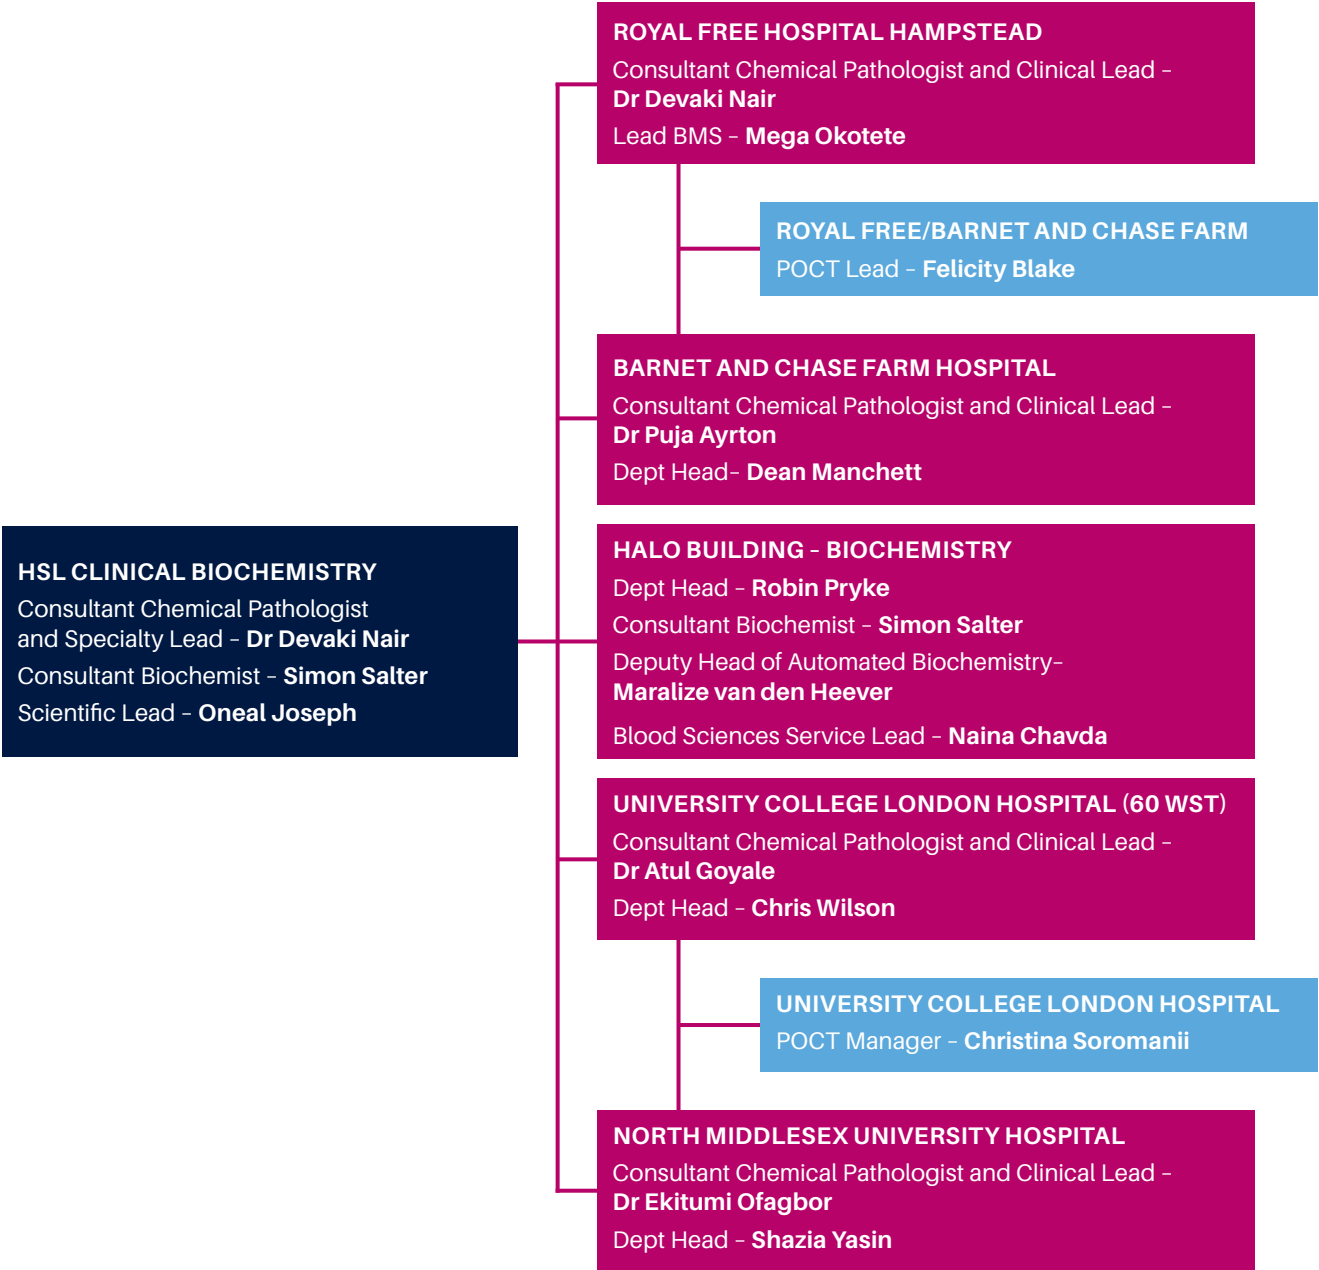 ROYAL FREE HOSPITAL HAMPSTEAD
Consultant Chemical Pathologist and Clinical Lead –
Dr Devaki Nair
Lead BMS – Mega Okotete
ROYAL FREE/BARNET AND CHASE FARM
POCT Lead – Felicity Blake
BARNET AND CHASE FARM HOSPITAL
Consultant Chemical Pathologist and Clinical Lead –
Dr Puja Ayrton
Dept Head– Dean Manchett
HSL CLINICAL BIOCHEMISTRY
Consultant Chemical Pathologist
and Specialty Lead – Dr Devaki Nair
Consultant Biochemist – Simon Salter
Scientific Lead – Oneal Joseph
HALO BUILDING – BIOCHEMISTRY
Dept Head – Robin Pryke
Consultant Biochemist – Simon Salter
Deputy Head of Automated Biochemistry–
Maralize van den Heever
Blood Sciences Service Lead – Naina Chavda
UNIVERSITY COLLEGE LONDON HOSPITAL (60 WST)
Consultant Chemical Pathologist and Clinical Lead –
Dr Atul Goyale
Dept Head – Chris Wilson
UNIVERSITY COLLEGE LONDON HOSPITAL
POCT Manager – Christina Soromanii
NORTH MIDDLESEX UNIVERSITY HOSPITAL
Consultant Chemical Pathologist and Clinical Lead –
Dr Ekitumi Ofagbor
Dept Head – Shazia Yasin